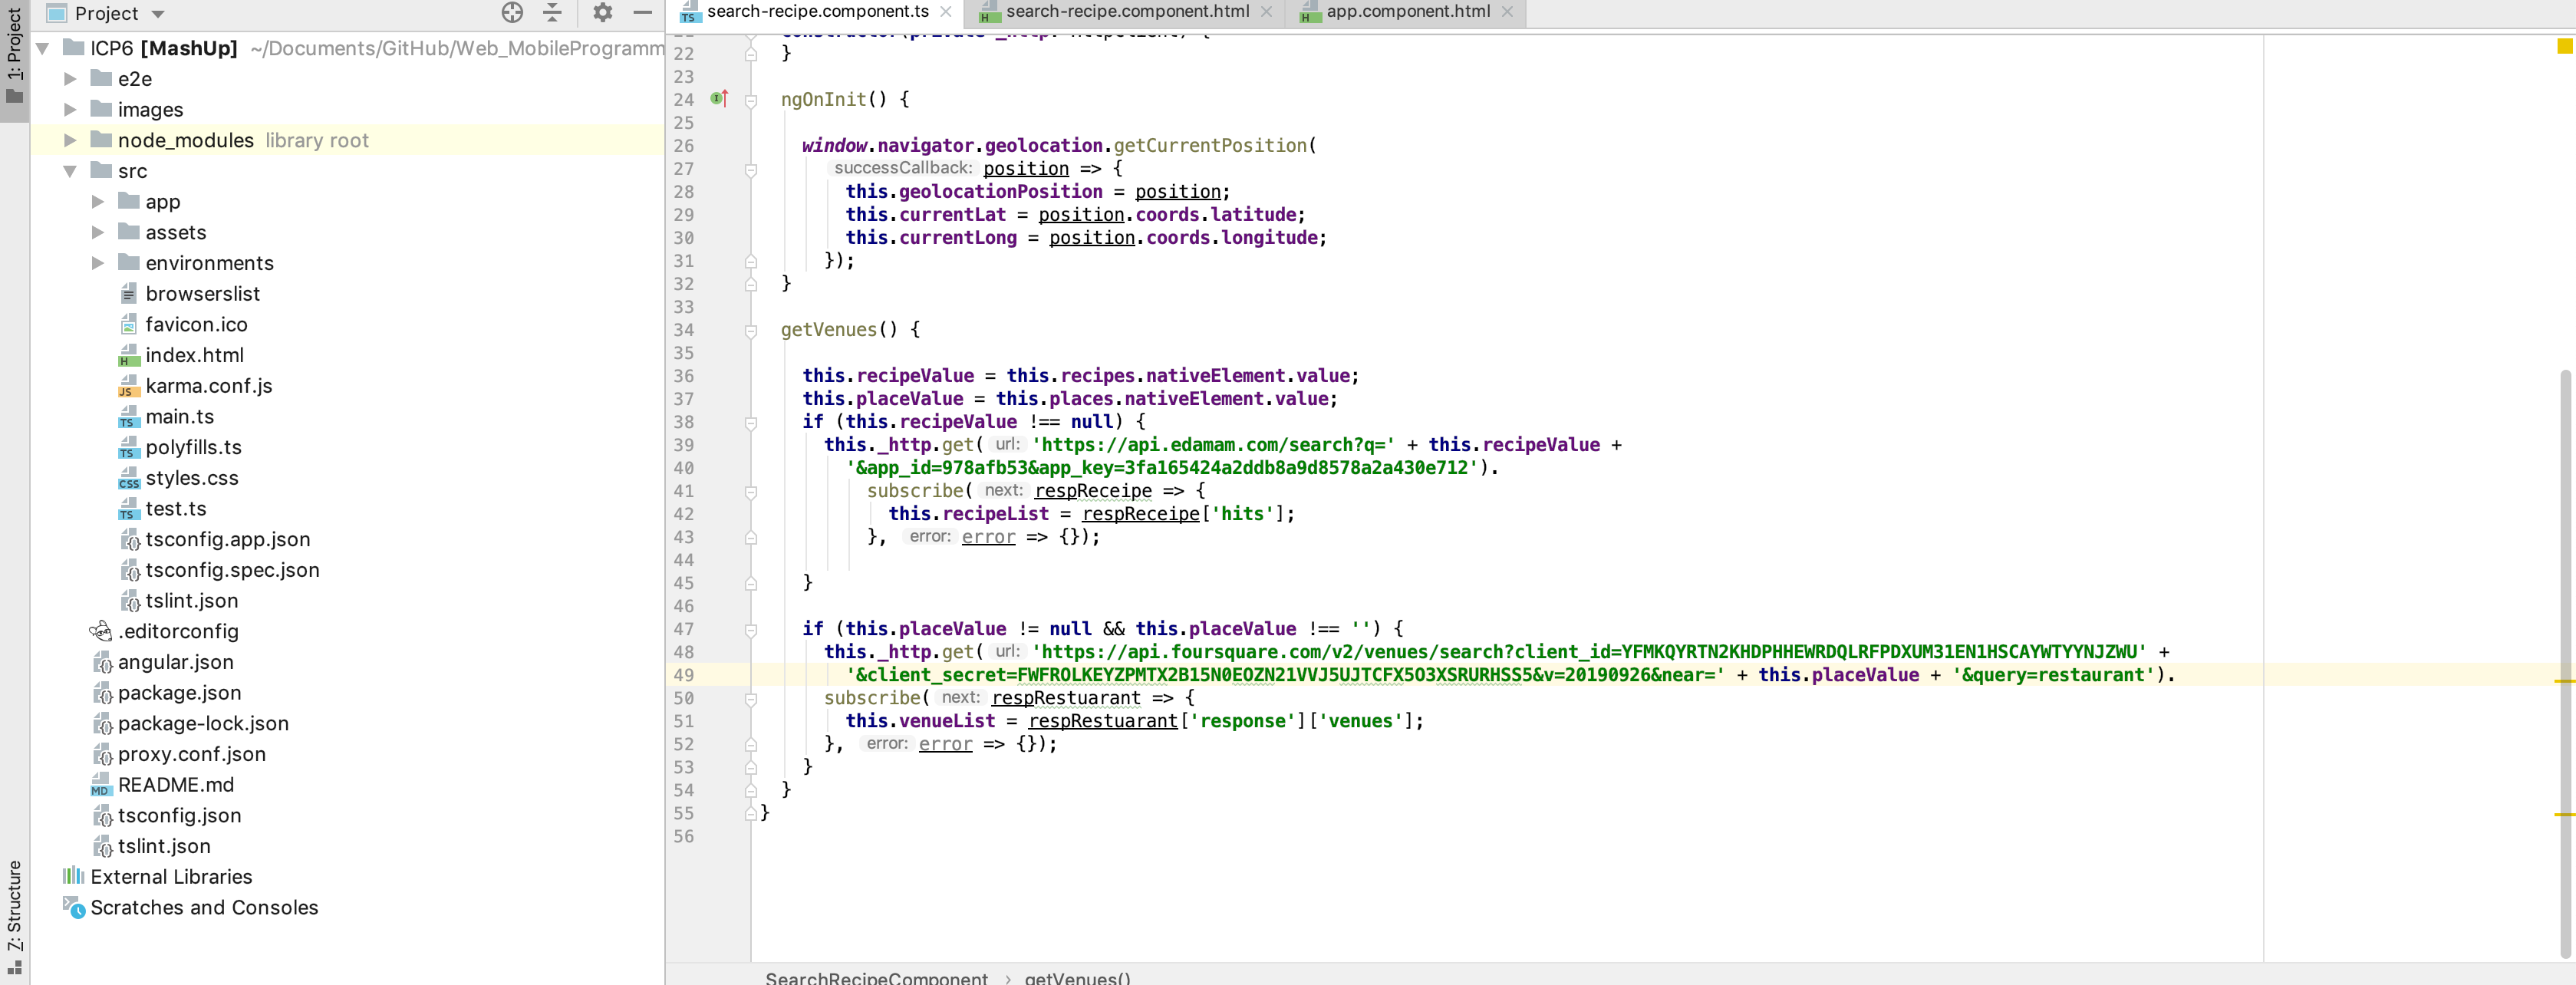 1: Project
Project
ICP6 [MashUp] ~/Documents/GitHub/Web_MobileProgramm
e2e
images
node_modules library root
src
app
assets
environments
browserslist
favicon.ico
index.html
karma.conf.js
main.ts
polyfills.ts
styles.css
test.ts
tsconfig.app.json
tsconfig.spec.json
tslint.json
.editorconfig
angular.json
package.json
package-lock.json
proxy.conf.json
README.md
tsconfig.json
tslint.json
External Libraries
Scratches and Consoles
7: Structure
search-recipe.component.ts search-recipe.component.html app.component.html
22 }
23
24 ngOnInit() {
25
26 window.navigator.geolocation.getCurrentPosition(
27 successCallback: position => {
28 this.geolocationPosition = position;
29 this.currentLat = position.coords.latitude;
30 this.currentLong = position.coords.longitude;
31 });
32 }
33
34 getVenues() {
35
36 this.recipeValue = this.recipes.nativeElement.value;
37 this.placeValue = this.places.nativeElement.value;
38 if (this.recipeValue !== null) {
39 this._http.get( url: 'https://api.edamam.com/search?q=' + this.recipeValue +
40 '&app_id=978afb53&app_key=3fa165424a2ddb8a9d8578a2a430e712').
41 subscribe( next: respReceipe => {
42 this.recipeList = respReceipe['hits'];
43 }, error: error => {});
44
45 }
46
47 if (this.placeValue != null && this.placeValue !== '') {
48 this._http.get( url: 'https://api.foursquare.com/v2/venues/search?client_id=YFMKQYRTN2KHDPHHEWRDQLRFPDXUM31EN1HSCAYWTYYNJZWU' +
49 '&client_secret=FWFROLKEYZPMTX2B15N0EOZN21VVJ5UJTCFX5O3XSRURHSS5&v=20190926&near=' + this.placeValue + '&query=restaurant').
50 subscribe( next: respRestuarant => {
51 this.venueList = respRestuarant['response']['venues'];
52 }, error: error => {});
53 }
54 }
55 }
56
SearchRecipeComponent › getVenues()